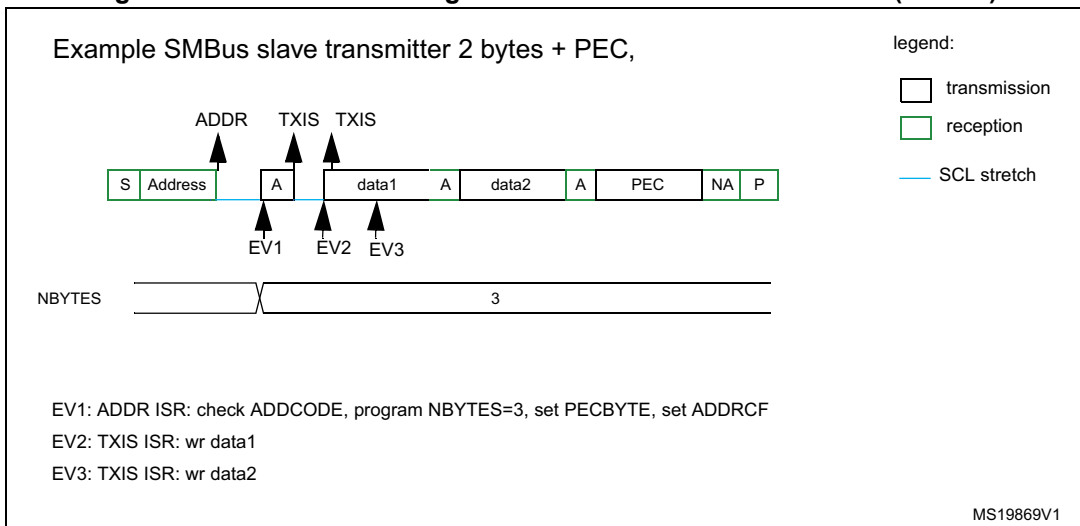 Example SMBus slave transmitter 2 bytes + PEC,
legend:
transmission
reception
SCL stretch
ADDR TXIS TXIS
S Address A data1 A data2 A PEC NA P
EV1 EV2 EV3
NBYTES 3
EV1: ADDR ISR: check ADDCODE, program NBYTES=3, set PECBYTE, set ADDRCF
EV2: TXIS ISR: wr data1
EV3: TXIS ISR: wr data2
MS19869V1